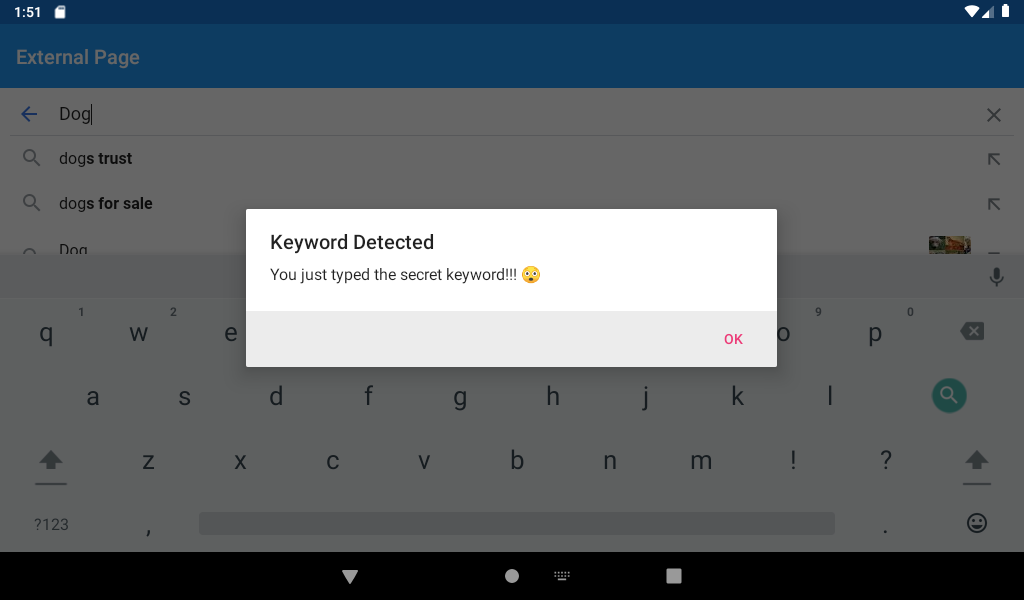 1:51
External Page
Dog
dogs trust
dogs for sale
Dog
Keyword Detected
You just typed the secret keyword!!! 😳
OK
1 2 9 0
q w e o p
a s d f g h j k l
z x c v b n m ! ?
?123 , .